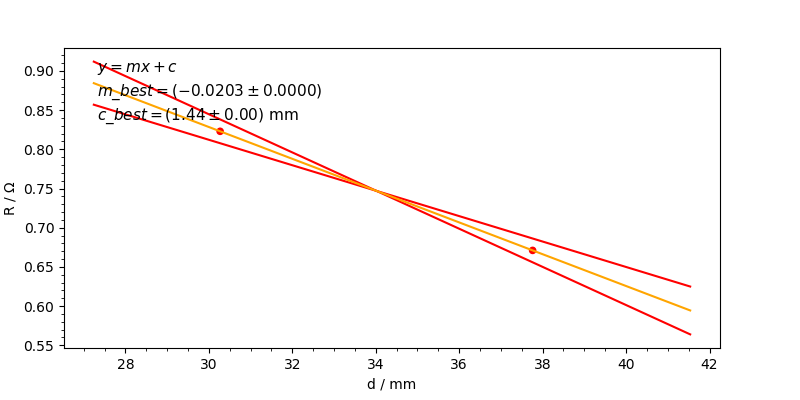 y = mx + c
m_best = (−0.0203 ± 0.0000)
c_best = (1.44 ± 0.00) mm
0.90
0.85
0.80
0.75
0.70
0.65
0.60
0.55
R / Ω
28 30 32 34 36 38 40 42
d / mm